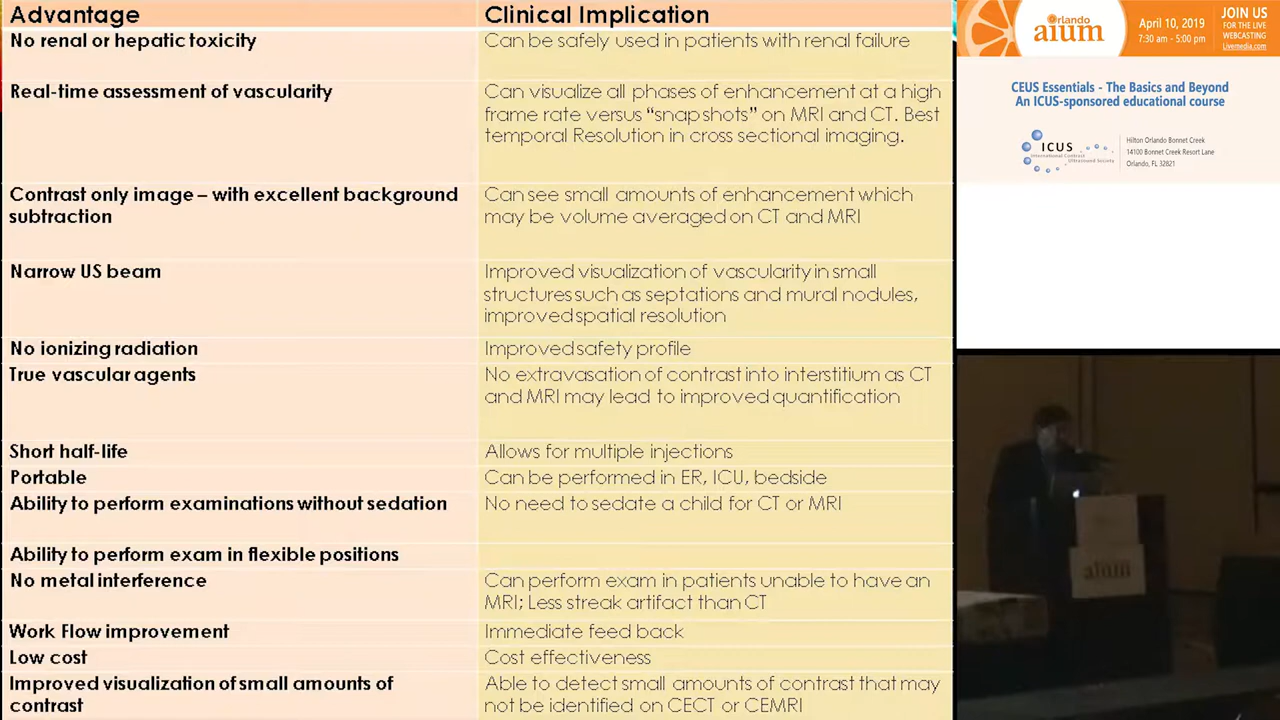 Advantage
Clinical Implication
No renal or hepatic toxicity
Can be safely used in patients with renal failure
Real-time assessment of vascularity
Can visualize all phases of enhancement at a high
frame rate versus “snapshots” on MRI and CT. Best
temporal Resolution in cross sectional imaging.
Contrast only image – with excellent background
subtraction
Can see small amounts of enhancement which
may be volume averaged on CT and MRI
Narrow US beam
Improved visualization of vascularity in small
structures such as septations and mural nodules,
improved spatial resolution
No ionizing radiation
Improved safety profile
True vascular agents
No extravasation of contrast into interstitium as CT
and MRI may lead to improved quantification
Short half-life
Allows for multiple injections
Portable
Can be performed in ER, ICU, bedside
Ability to perform examinations without sedation
No need to sedate a child for CT or MRI
Ability to perform exam in flexible positions
No metal interference
Can perform exam in patients unable to have an
MRI; Less streak artifact than CT
Work Flow improvement
Immediate feed back
Low cost
Cost effectiveness
Improved visualization of small amounts of
contrast
Able to detect small amounts of contrast that may
not be identified on CECT or CEMRI
Orlando
aium
April 10, 2019
7:30 am - 5:00 pm
JOIN US
FOR THE LIVE
WEBCASTING
Livemedia.com
CEUS Essentials - The Basics and Beyond
An ICUS-sponsored educational course
ICUS
International Contrast
Ultrasound Society
Hilton Orlando Bonnet Creek
14100 Bonnet Creek Resort Lane
Orlando, FL 32821
aium